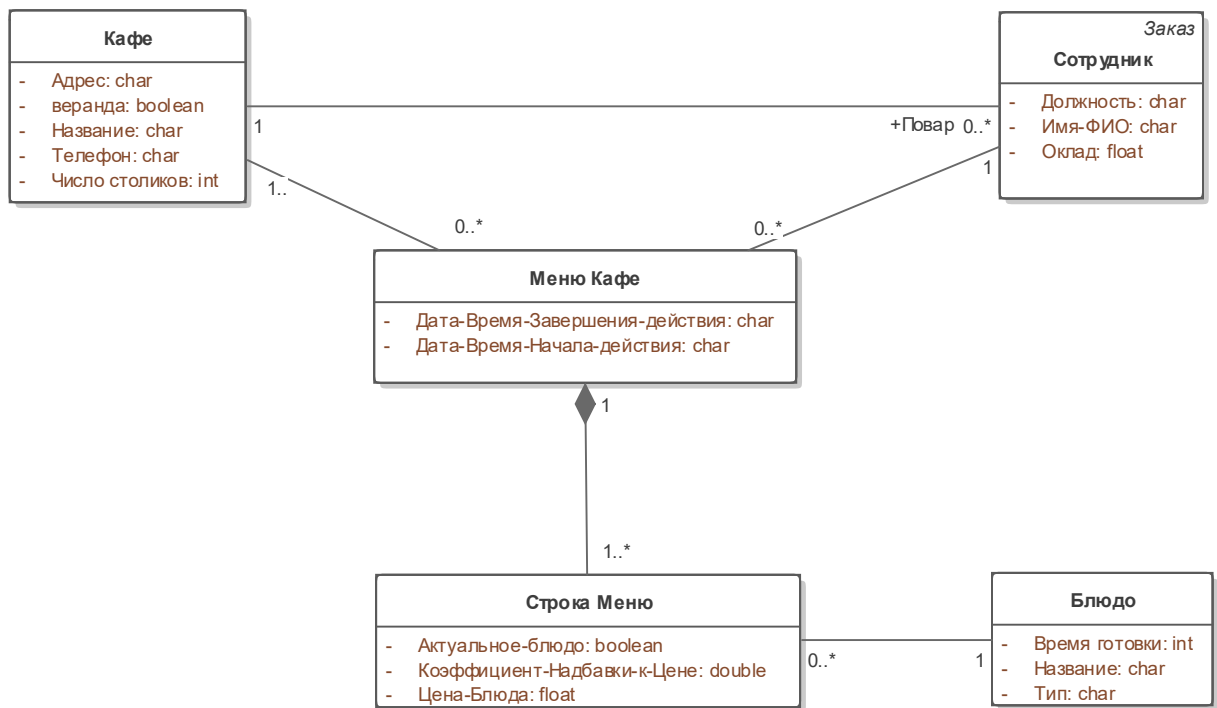 Кафе
- Адрес: char
- веранда: boolean
- Название: char
- Телефон: char
- Число столиков: int
Заказ
Сотрудник
- Должность: char
- Имя-ФИО: char
- Оклад: float
1
+Повар 0..*
1..
0..*
1
0..*
Меню Кафе
- Дата-Время-Завершения-действия: char
- Дата-Время-Начала-действия: char
1
1..*
Строка Меню
- Актуальное-блюдо: boolean
- Коэффициент-Надбавки-к-Цене: double
- Цена-Блюда: float
0..*
1
Блюдо
- Время готовки: int
- Название: char
- Тип: char